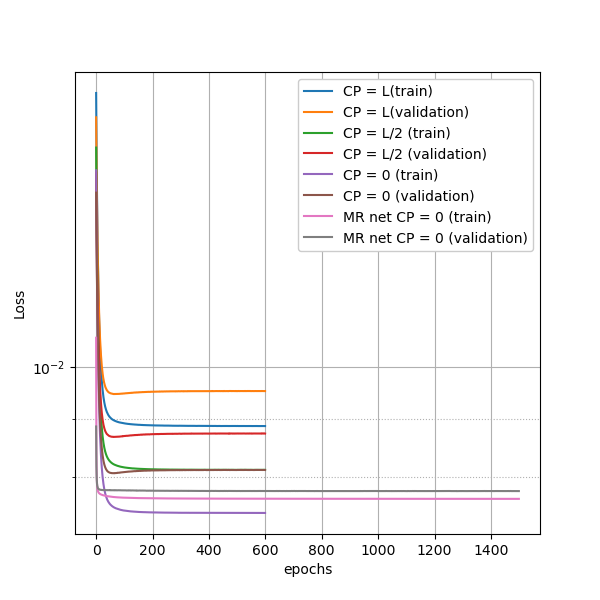 CP = L(train)
CP = L(validation)
CP = L/2 (train)
CP = L/2 (validation)
CP = 0 (train)
CP = 0 (validation)
MR net CP = 0 (train)
MR net CP = 0 (validation)
Loss
10⁻²
0 200 400 600 800 1000 1200 1400
epochs